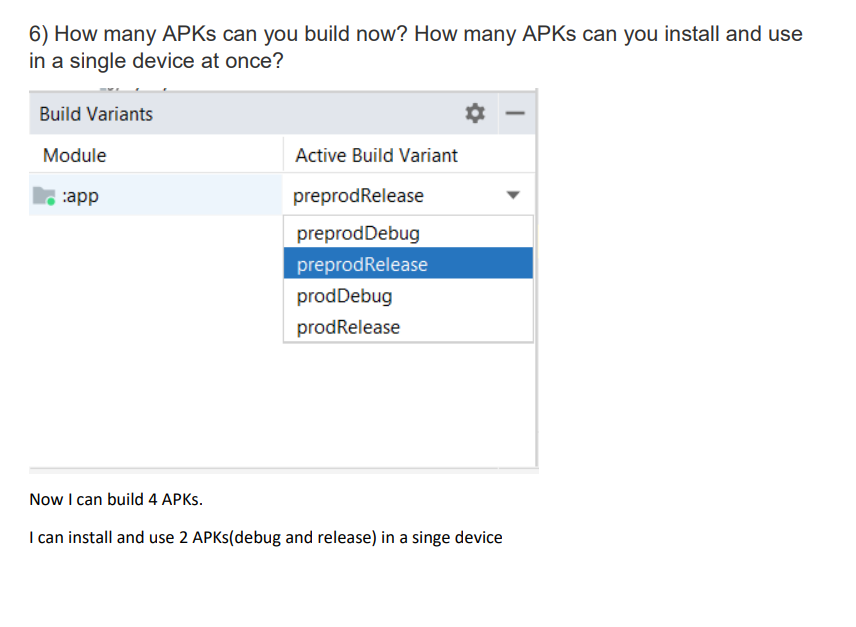 6) How many APKs can you build now? How many APKs can you install and use
in a single device at once?
Build Variants
Module
Active Build Variant
:app
preprodRelease
preprodDebug
preprodRelease
prodDebug
prodRelease
Now I can build 4 APKs.
I can install and use 2 APKs(debug and release) in a singe device